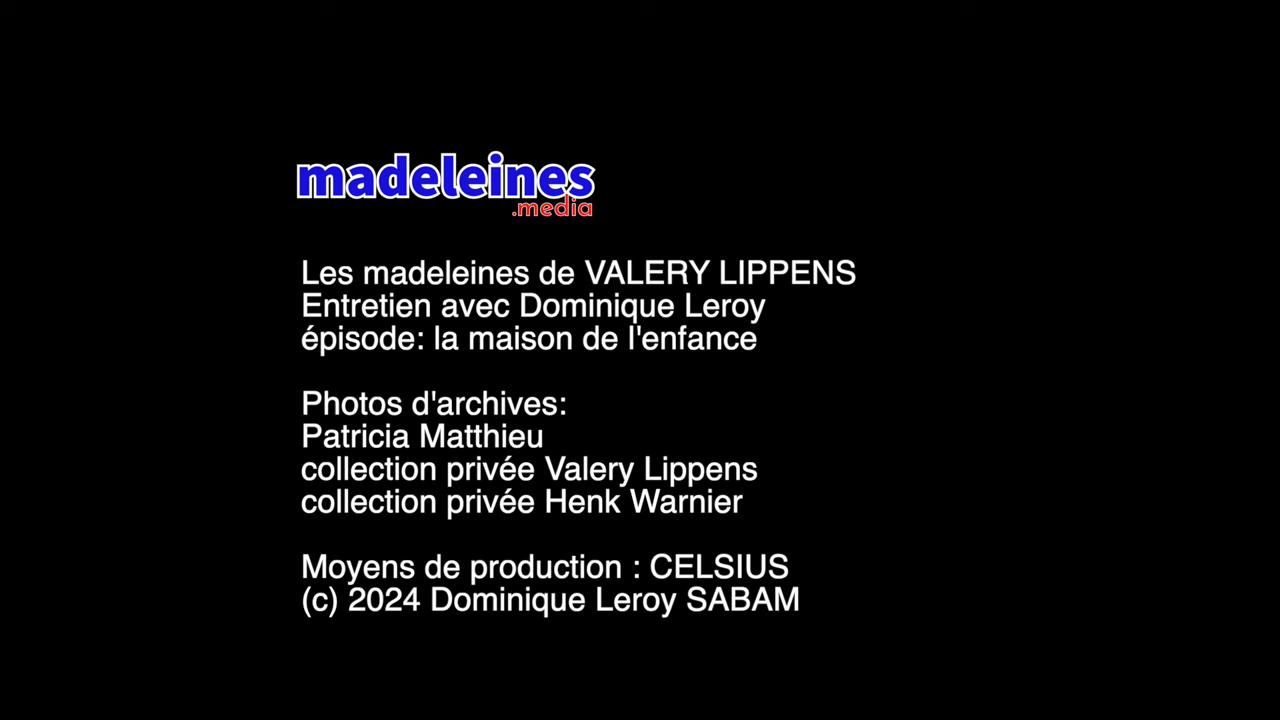 madeleines
.media
Les madeleines de VALERY LIPPENS
Entretien avec Dominique Leroy
épisode: la maison de l'enfance
Photos d'archives:
Patricia Matthieu
collection privée Valery Lippens
collection privée Henk Warnier
Moyens de production : CELSIUS
(c) 2024 Dominique Leroy SABAM